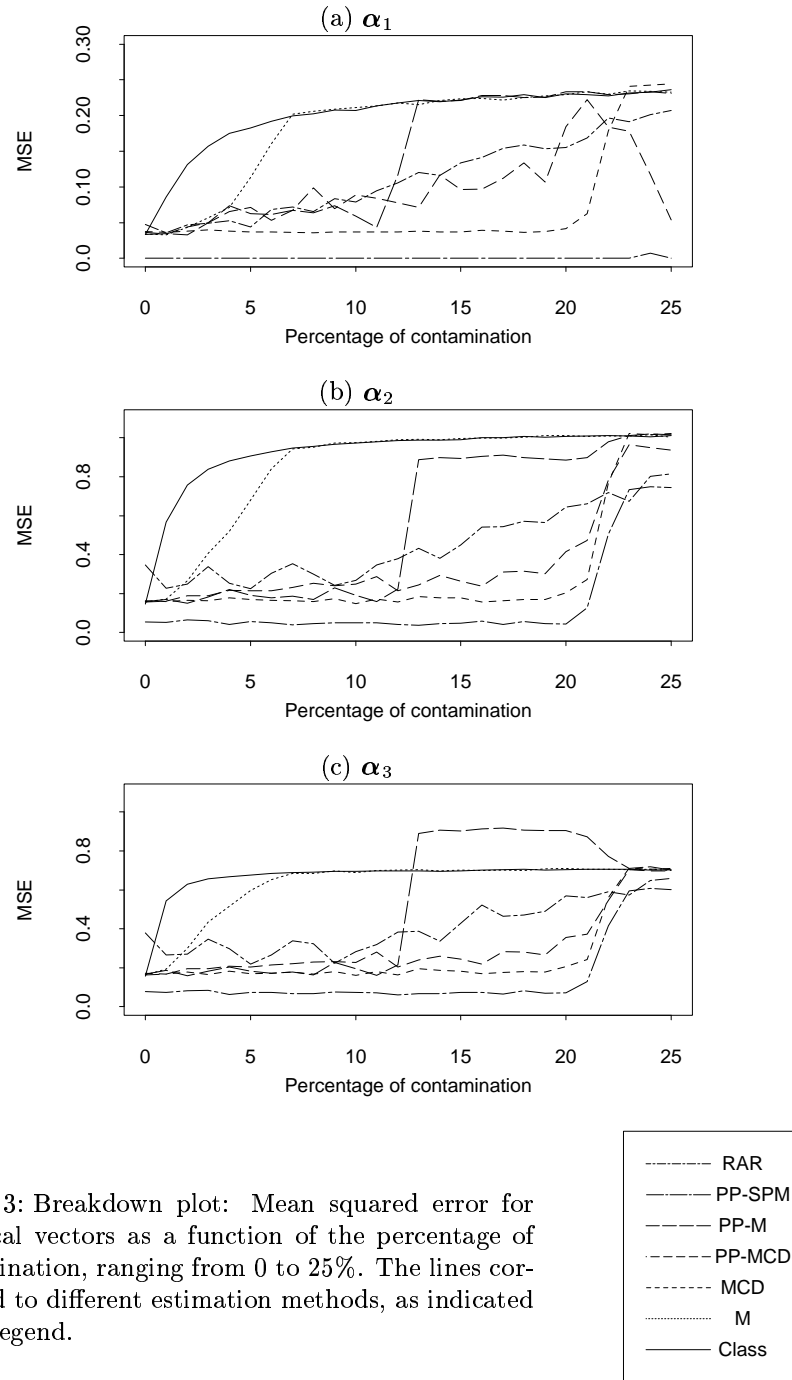 (a) α1
MSE
0.30
0.20
0.10
0.0
0 5 10 15 20 25
Percentage of contamination
(b) α2
MSE
0.8
0.4
0.0
0 5 10 15 20 25
Percentage of contamination
(c) α3
MSE
0.8
0.4
0.0
0 5 10 15 20 25
Percentage of contamination
3: Breakdown plot: Mean squared error for
al vectors as a function of the percentage of
ination, ranging from 0 to 25%. The lines cor-
d to different estimation methods, as indicated
egend.
RAR
PP-SPM
PP-M
PP-MCD
MCD
M
Class